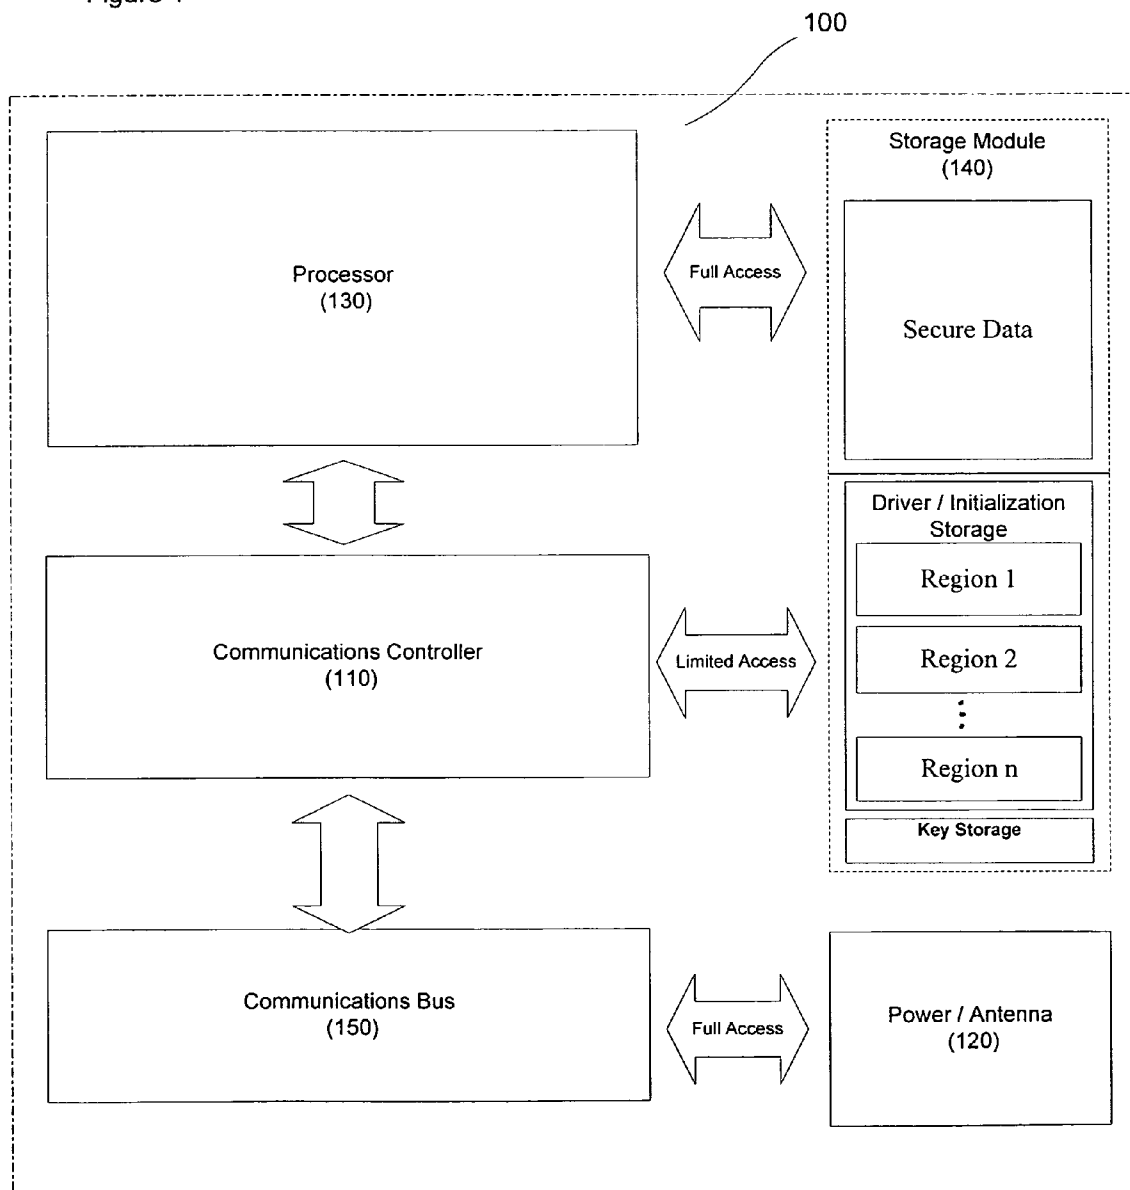 Figure
100
Storage Module
(140)
Processor
(130)
Full Access
Secure Data
Driver / Initialization
Storage
Region 1
Communications Controller
(110)
Limited Access
Region 2
Region n
Key Storage
Communications Bus
(150)
Full Access
Power / Antenna
(120)